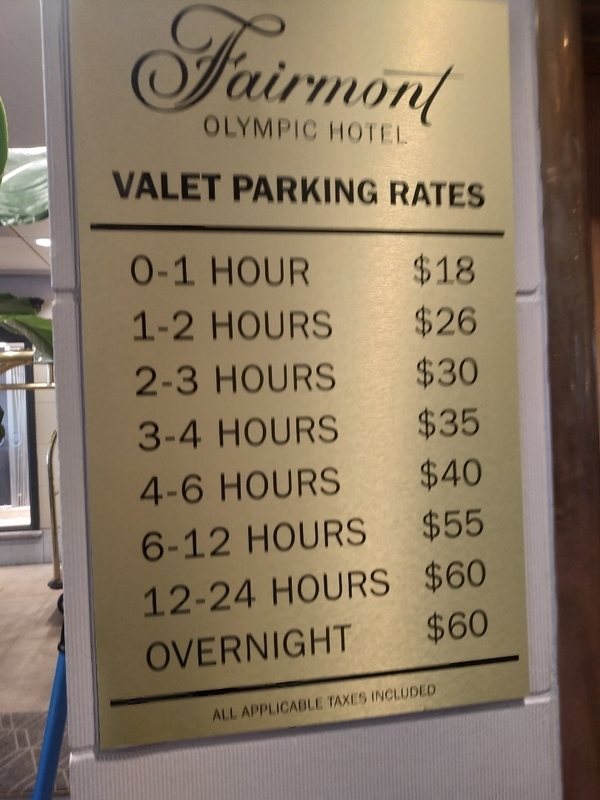 Fairmont
OLYMPIC HOTEL
VALET PARKING RATES
0-1 HOUR $18
1-2 HOURS $26
2-3 HOURS $30
3-4 HOURS $35
4-6 HOURS $40
6-12 HOURS $55
12-24 HOURS $60
OVERNIGHT $60
ALL APPLICABLE TAXES INCLUDED